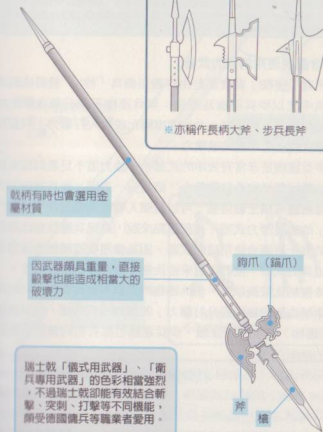 ※亦稱作長柄大斧、步兵長斧
戟柄有時也會選用金
屬材質
因武器頗具重量，直接
毆擊也能造成相當大的
破壞力
鉤爪（錨爪）
瑞士戟「儀式用武器」、「衛
兵專用武器」的色彩相當強烈
，不過瑞士戟卻能有效結合斬
擊、突刺、打擊等不同機能，
頗受德國傭兵等職業者愛用。
斧
槍